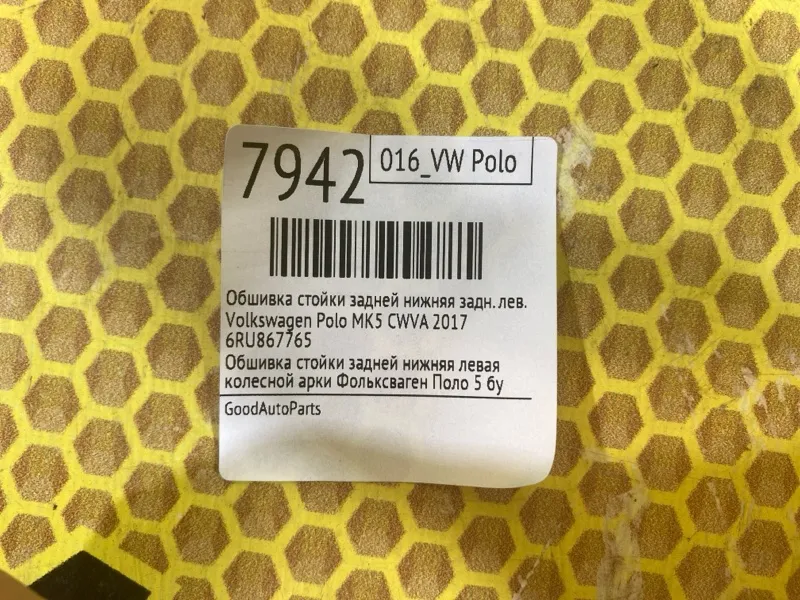 7942
016_VW Polo
Обшивка стойки задней нижняя задн. лев.
Volkswagen Polo MK5 CWVA 2017
6RU867765
Обшивка стойки задней нижняя левая
колесной арки Фольксваген Поло 5 бу
GoodAutoParts